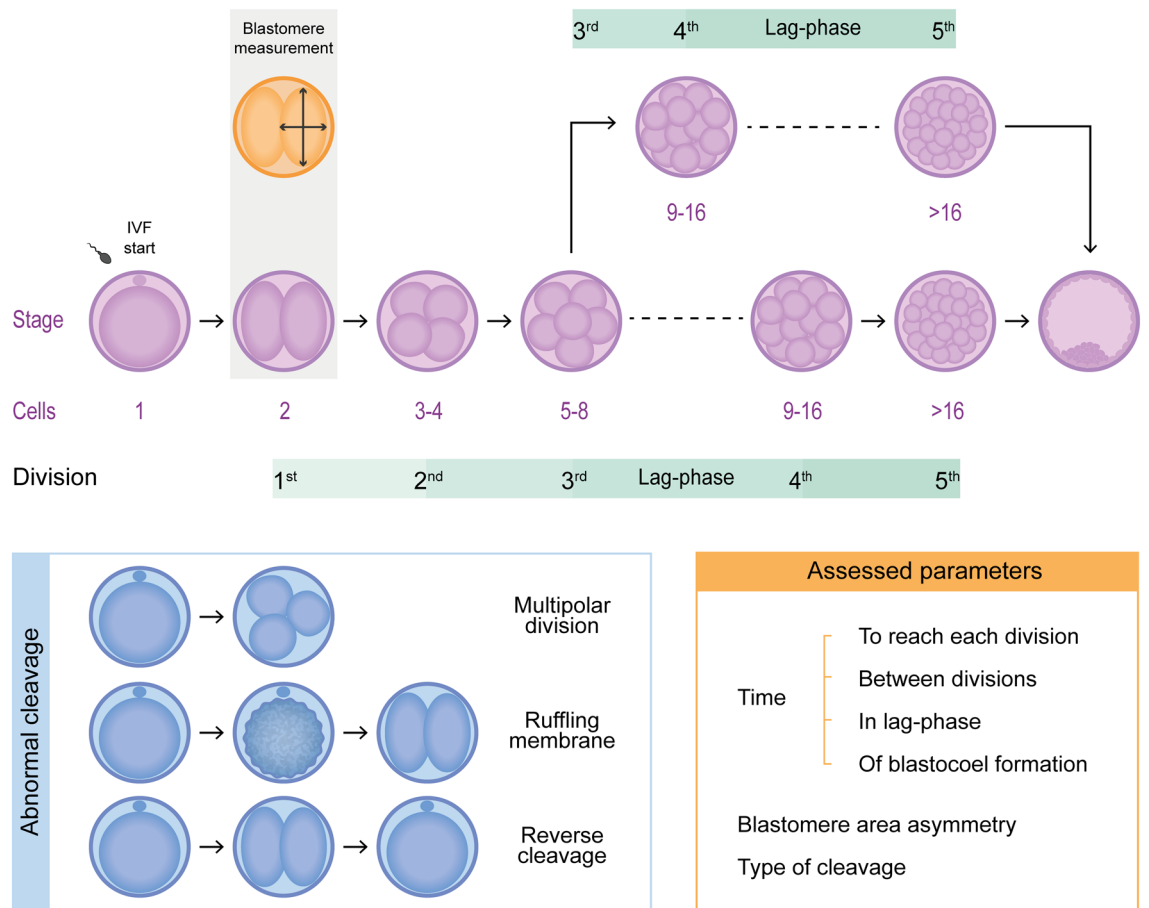 Blastomere
measurement
3rd 4th Lag-phase 5th
9-16 >16
IVF
start
Stage
Cells 1 2 3-4 5-8 9-16 >16
Division 1st 2nd 3rd Lag-phase 4th 5th
Abnormal cleavage
Multipolar
division
Ruffling
membrane
Reverse
cleavage
Assessed parameters
Time
To reach each division
Between divisions
In lag-phase
Of blastocoel formation
Blastomere area asymmetry
Type of cleavage